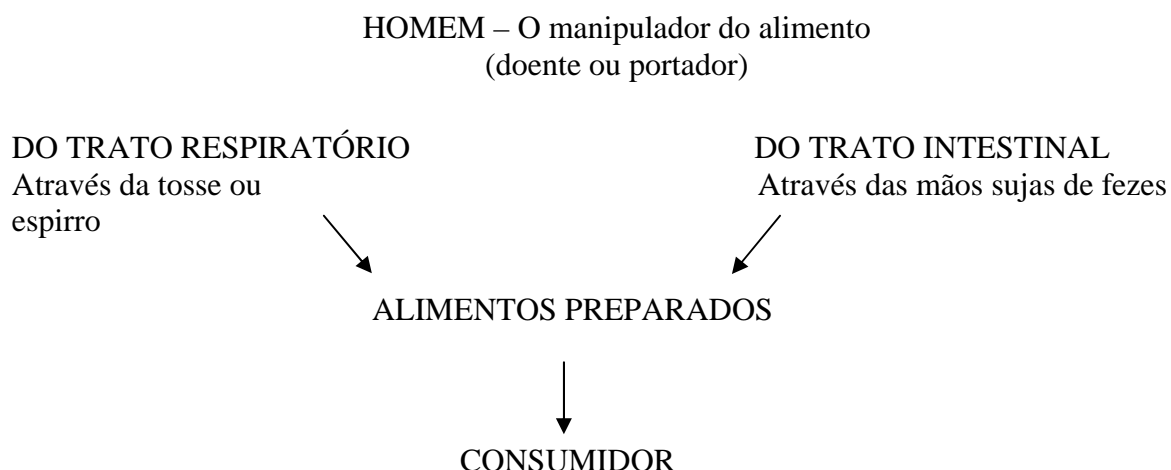 HOMEM – O manipulador do alimento
(doente ou portador)
DO TRATO RESPIRATÓRIO
Através da tosse ou
espirro
DO TRATO INTESTINAL
Através das mãos sujas de fezes
ALIMENTOS PREPARADOS
CONSUMIDOR